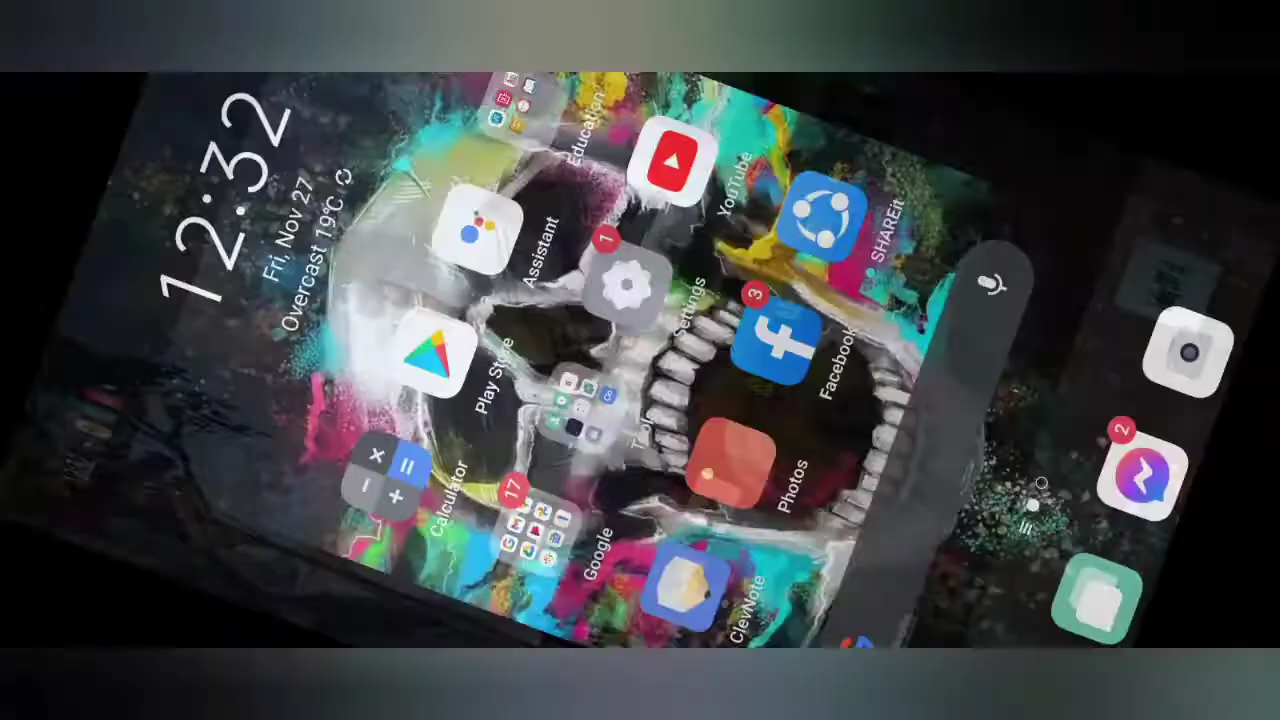 12:32
Fri, Nov 27
Overcast 19°C
Calculator
Play Store
Assistant
Education
17
Google
Tool
1
Settings
YouTube
ClevNote
Photos
3
Facebook
SHAREit
2